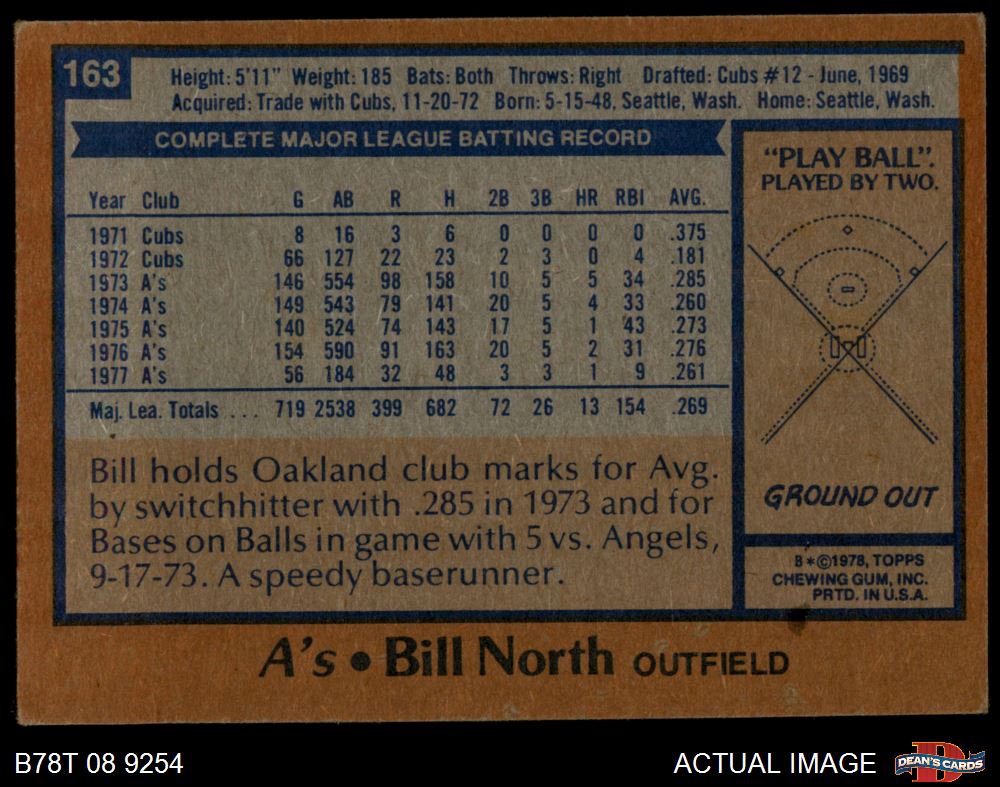 163
Height: 5'11" Weight: 185 Bats: Both Throws: Right Drafted: Cubs #12 - June, 1969
Acquired: Trade with Cubs, 11-20-72 Born: 5-15-48, Seattle, Wash. Home: Seattle, Wash.
COMPLETE MAJOR LEAGUE BATTING RECORD
Year Club G AB R H 2B 3B HR RBI AVG.
1971 Cubs 8 16 3 6 0 0 0 0 .375
1972 Cubs 66 127 22 23 2 3 0 4 .181
1973 A's 146 554 98 158 10 5 5 34 .285
1974 A's 149 543 79 141 20 5 4 33 .260
1975 A's 140 524 74 143 17 5 1 43 .273
1976 A's 154 590 91 163 20 5 2 31 .276
1977 A's 56 184 32 48 3 3 1 9 .261
Maj. Lea. Totals ... 719 2538 399 682 72 26 13 154 .269
Bill holds Oakland club marks for Avg.
by switchhitter with .285 in 1973 and for
Bases on Balls in game with 5 vs. Angels,
9-17-73. A speedy baserunner.
"PLAY BALL".
PLAYED BY TWO.
GROUND OUT
B*©1978, TOPPS
CHEWING GUM, INC.
PRTD. IN U.S.A.
A's • Bill North OUTFIELD
B78T 08 9254
ACTUAL IMAGE
D
DEAN'S CARDS